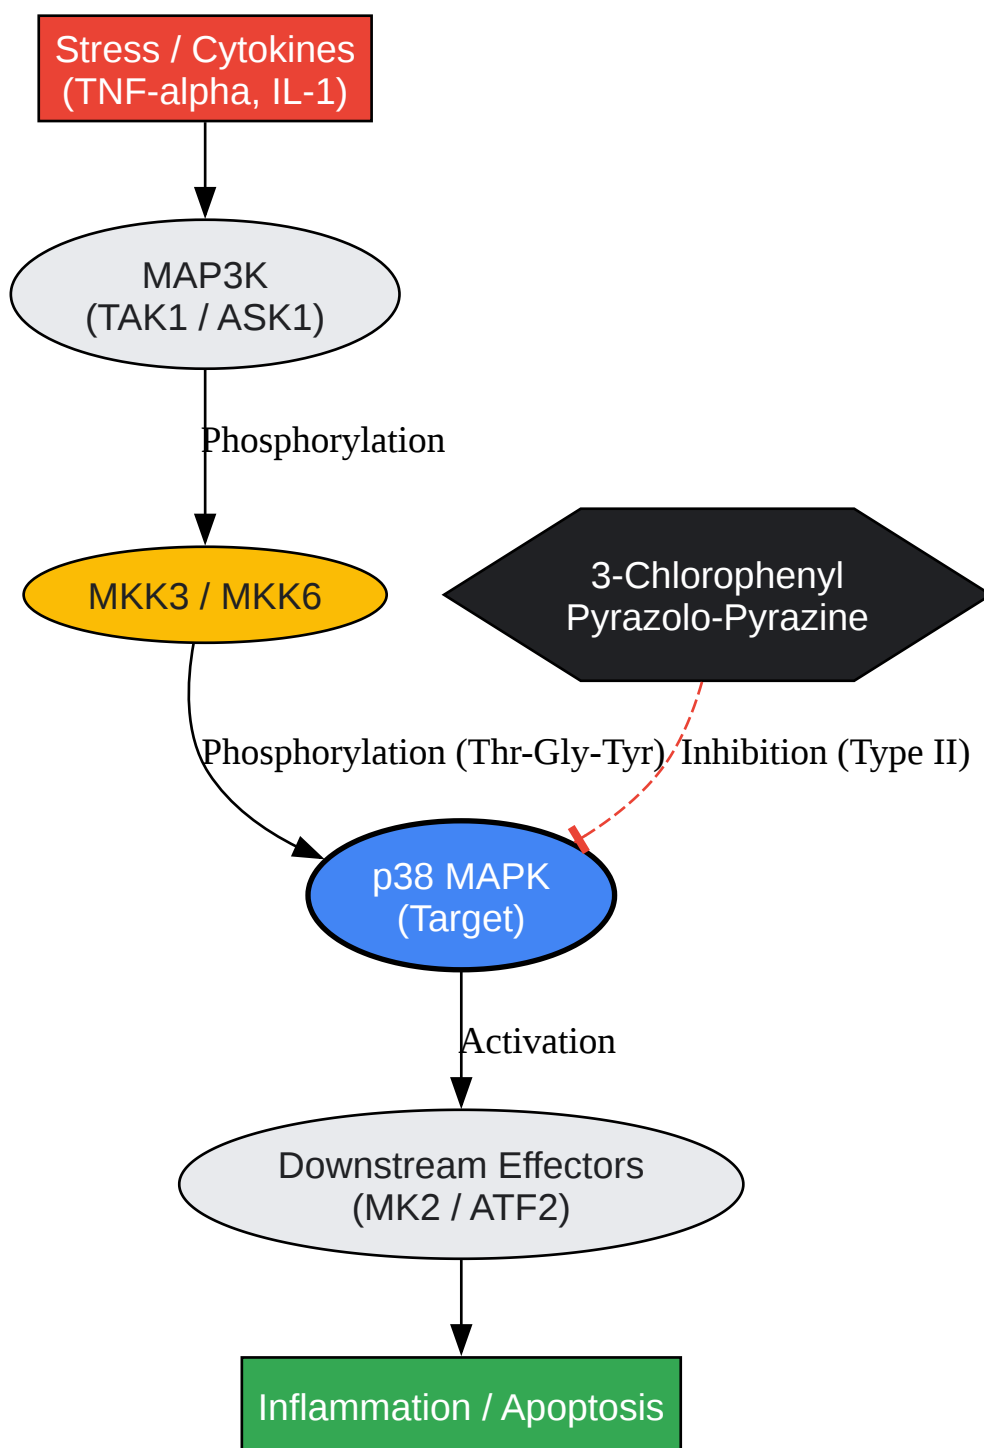 Stress / Cytokines
(TNF-alpha, IL-1)
MAP3K
(TAK1 / ASK1)
Phosphorylation
MKK3 / MKK6
3-Chlorophenyl
Pyrazolo-Pyrazine
Phosphorylation (Thr-Gly-Tyr)
Inhibition (Type II)
p38 MAPK
(Target)
Activation
Downstream Effectors
(MK2 / ATF2)
Inflammation / Apoptosis